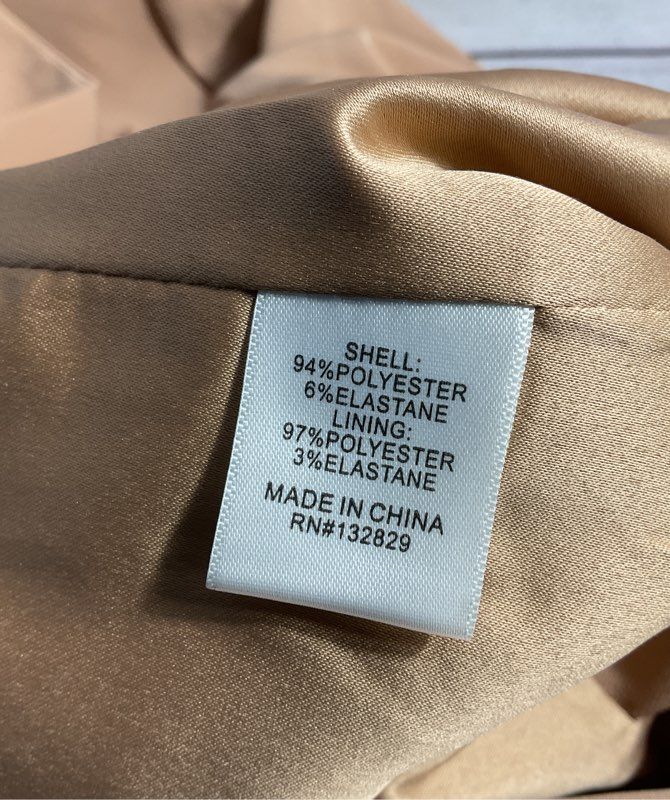 SHELL:
94%POLYESTER
6%ELASTANE
LINING:
97%POLYESTER
3%ELASTANE
MADE IN CHINA
RN#132829